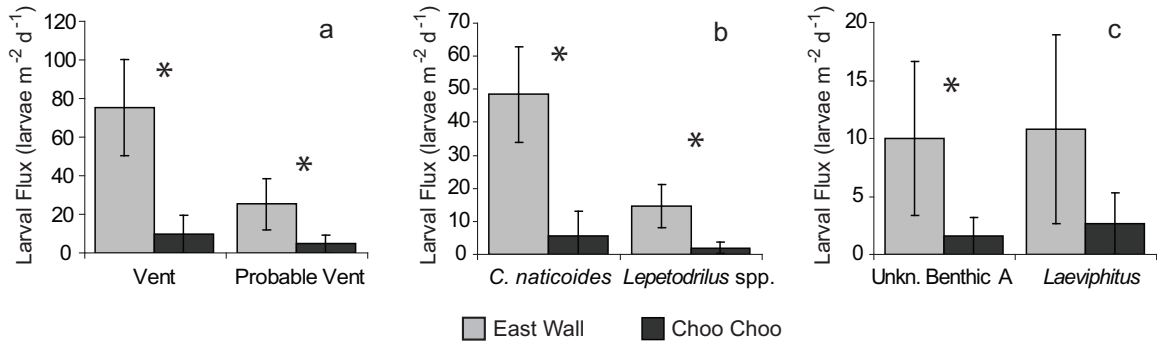 a
Larval Flux (larvae m⁻² d⁻¹)
120
100
80
60
40
20
0
*
*
Vent Probable Vent
b
Larval Flux (larvae m⁻² d⁻¹)
70
60
50
40
30
20
10
0
*
*
C. naticoides Lepetodrilus spp.
c
Larval Flux (larvae m⁻² d⁻¹)
20
15
10
5
0
*
Unkn. Benthic A Laeviphitus
East Wall Choo Choo